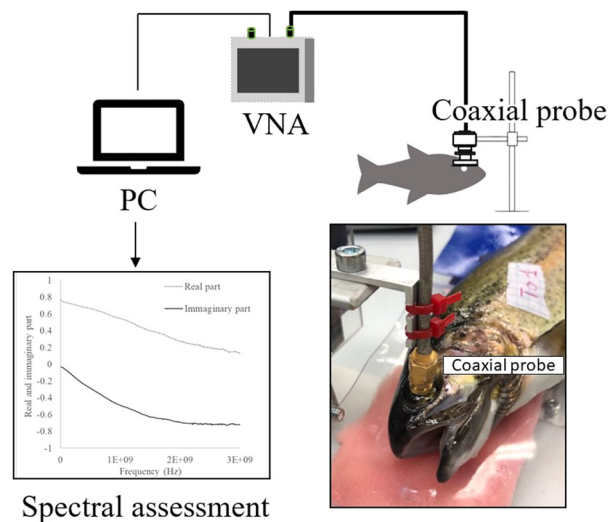 VNA
Coaxial probe
PC
Real part
Immaginary part
Real and immaginary part
1
0.8
0.6
0.4
0.2
0
-0.2
-0.4
-0.6
-0.8
-1
0
1E+09
2E+09
3E+09
Frequency (Hz)
Spectral assessment
Coaxial probe